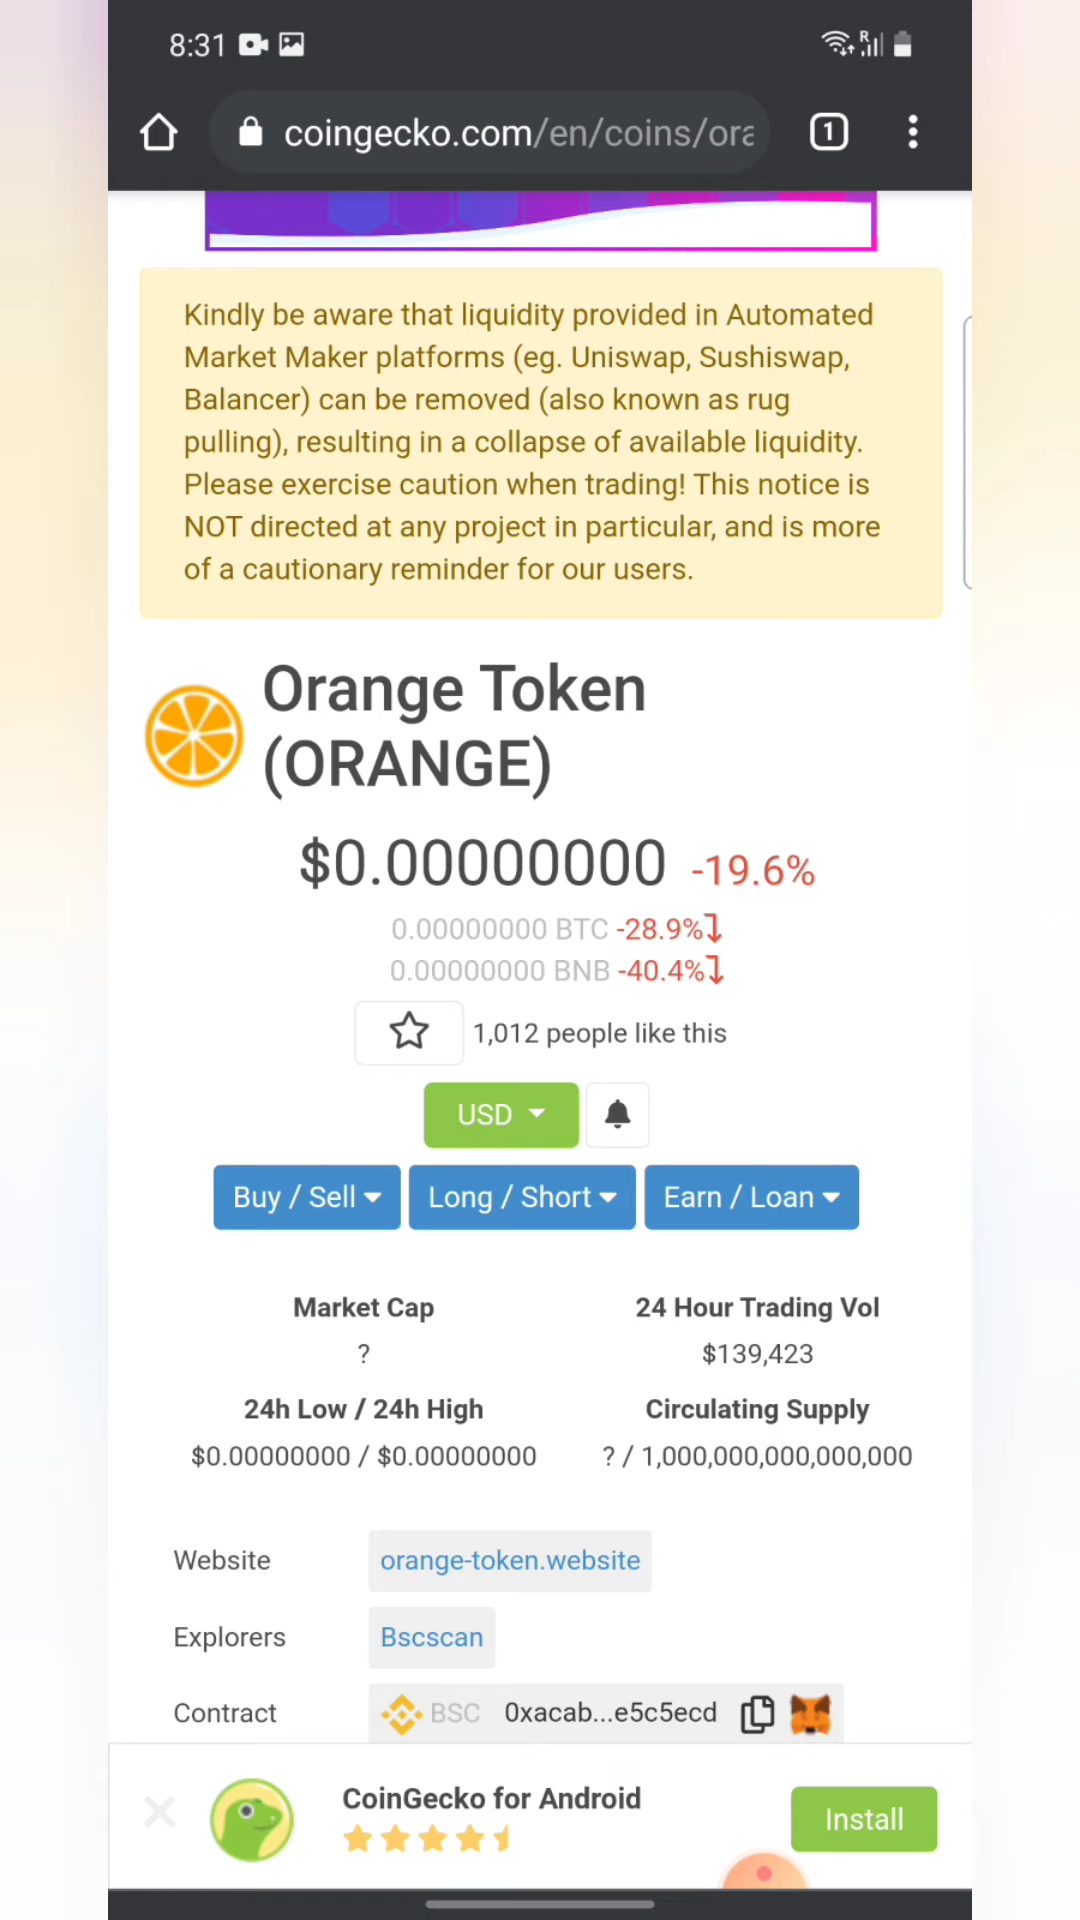 8:31
R
coingecko.com/en/coins/ora
1
Kindly be aware that liquidity provided in Automated
Market Maker platforms (eg. Uniswap, Sushiswap,
Balancer) can be removed (also known as rug
pulling), resulting in a collapse of available liquidity.
Please exercise caution when trading! This notice is
NOT directed at any project in particular, and is more
of a cautionary reminder for our users.
Orange Token
(ORANGE)
$0.00000000 -19.6%
0.00000000 BTC -28.9%
0.00000000 BNB -40.4%
1,012 people like this
USD
Buy / Sell Long / Short Earn / Loan
Market Cap 24 Hour Trading Vol
? $139,423
24h Low / 24h High Circulating Supply
$0.00000000 / $0.00000000 ? / 1,000,000,000,000,000
Website orange-token.website
Explorers Bscscan
Contract BSC 0xacab...e5c5ecd
CoinGecko for Android
Install